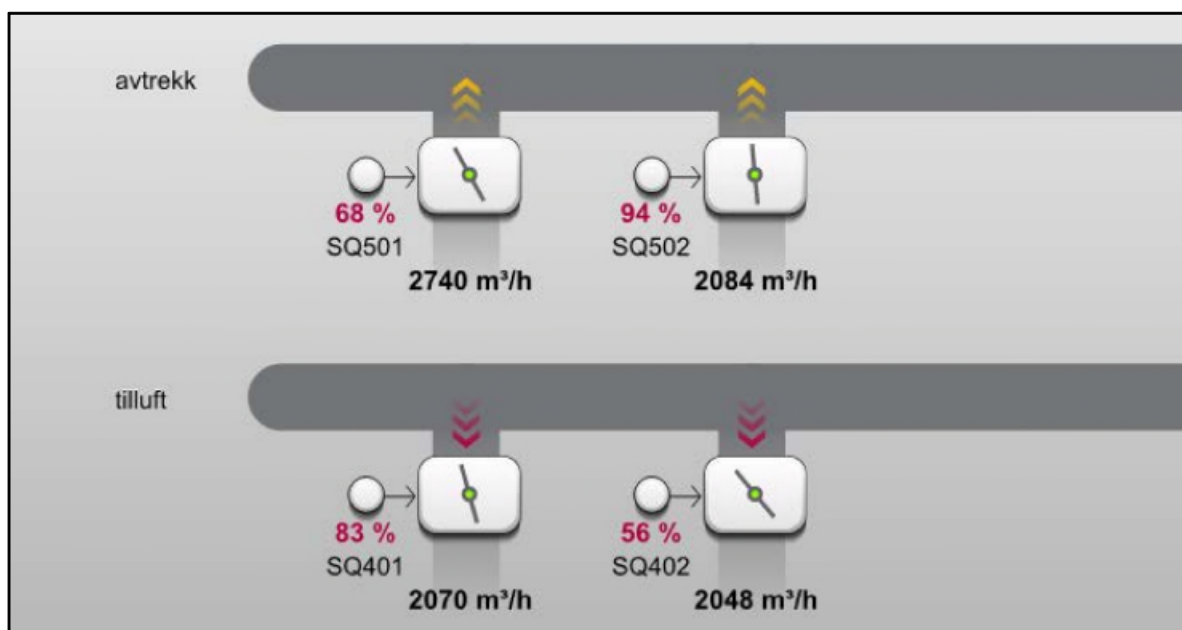 avtrekk
68 %
94 %
SQ501
SQ502
2740 m³/h
2084 m³/h
tilluft
83 %
56 %
SQ401
SQ402
2070 m³/h
2048 m³/h